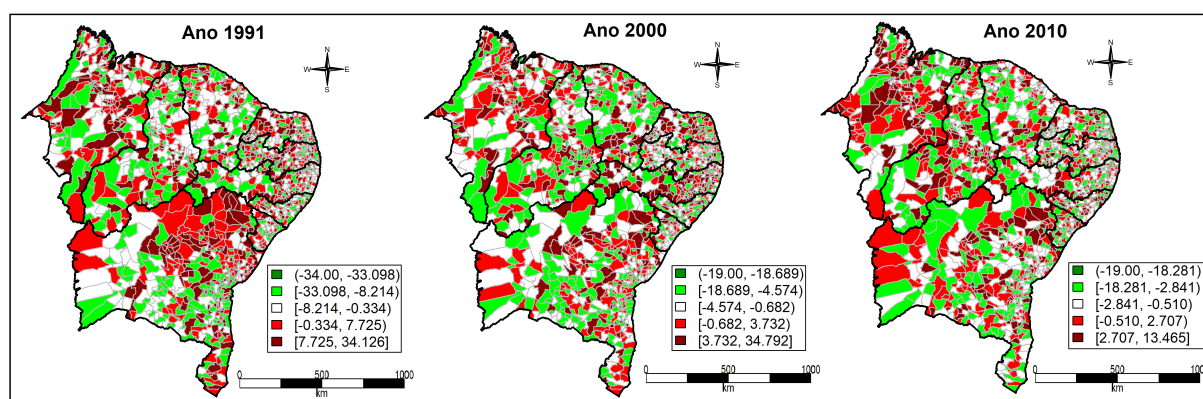 Ano 1991
N
W E
S
(-34.00, -33.098)
[-33.098, -8.214)
[-8.214, -0.334)
[-0.334, 7.725)
[7.725, 34.126]
0 500 1000
km
Ano 2000
N
W E
S
(-19.00, -18.689)
[-18.689, -4.574)
[-4.574, -0.682)
[-0.682, 3.732)
[3.732, 34.792]
0 500 1000
km
Ano 2010
N
W E
S
(-19.00, -18.281)
[-18.281, -2.841)
[-2.841, -0.510)
[-0.510, 2.707)
[2.707, 13.465]
0 500 100
km